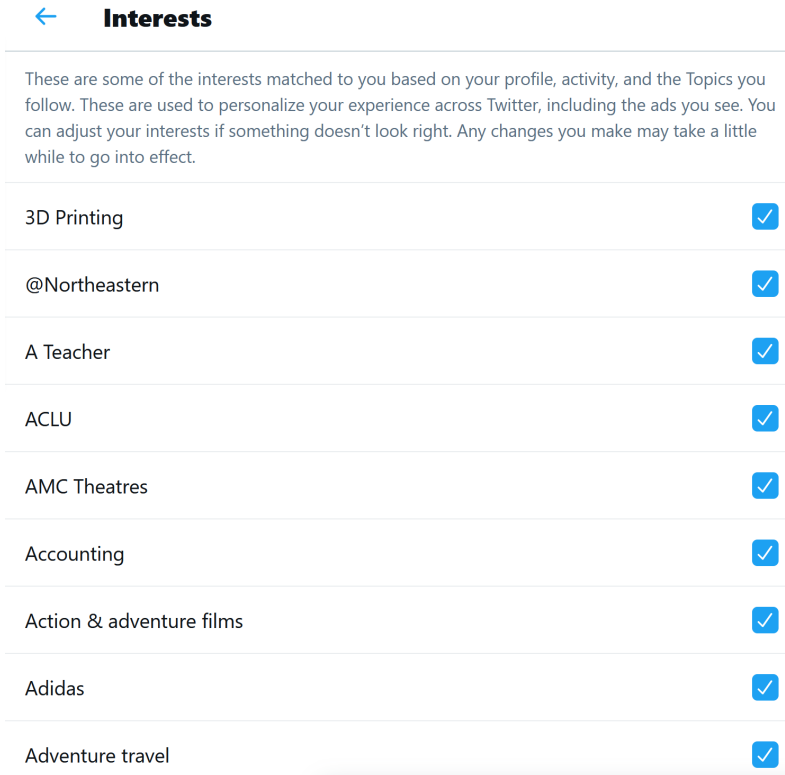 Interests
These are some of the interests matched to you based on your profile, activity, and the Topics you
follow. These are used to personalize your experience across Twitter, including the ads you see. You
can adjust your interests if something doesn’t look right. Any changes you make may take a little
while to go into effect.
3D Printing
@Northeastern
A Teacher
ACLU
AMC Theatres
Accounting
Action & adventure films
Adidas
Adventure travel